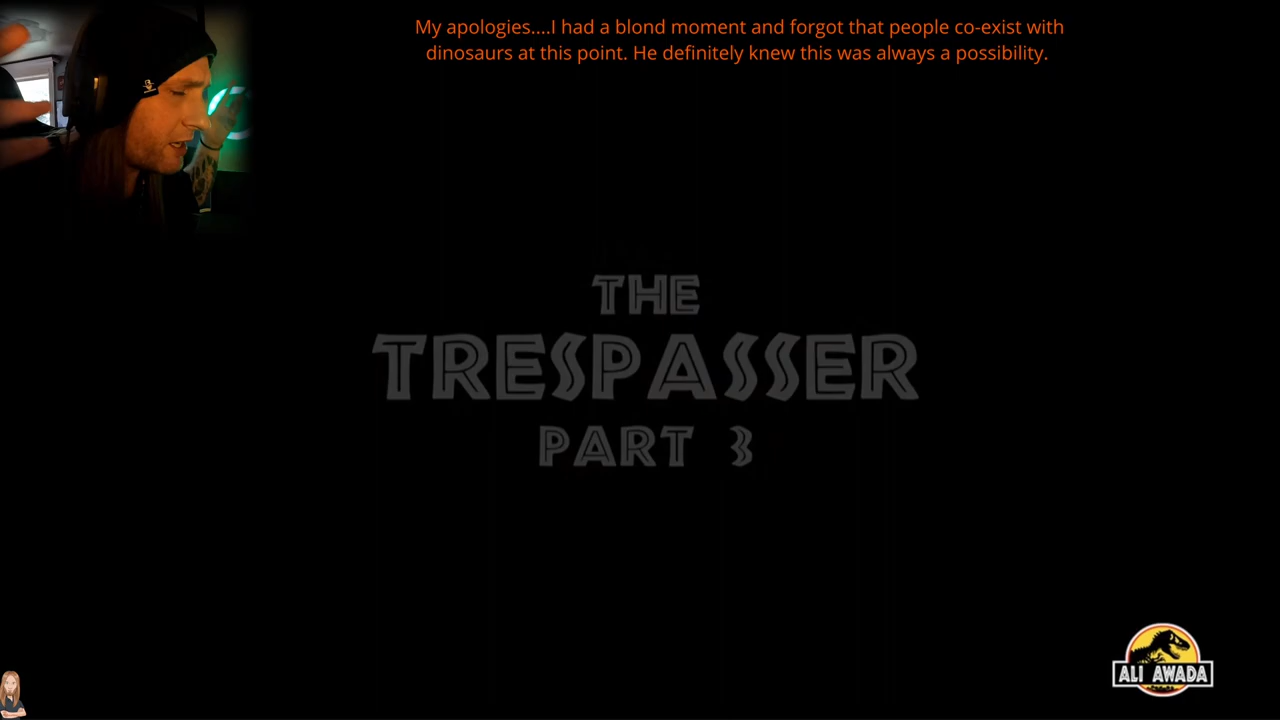 My apologies....I had a blond moment and forgot that people co-exist with
dinosaurs at this point. He definitely knew this was always a possibility.
THE
TRESPASSER
PART 3
ALI AWADA